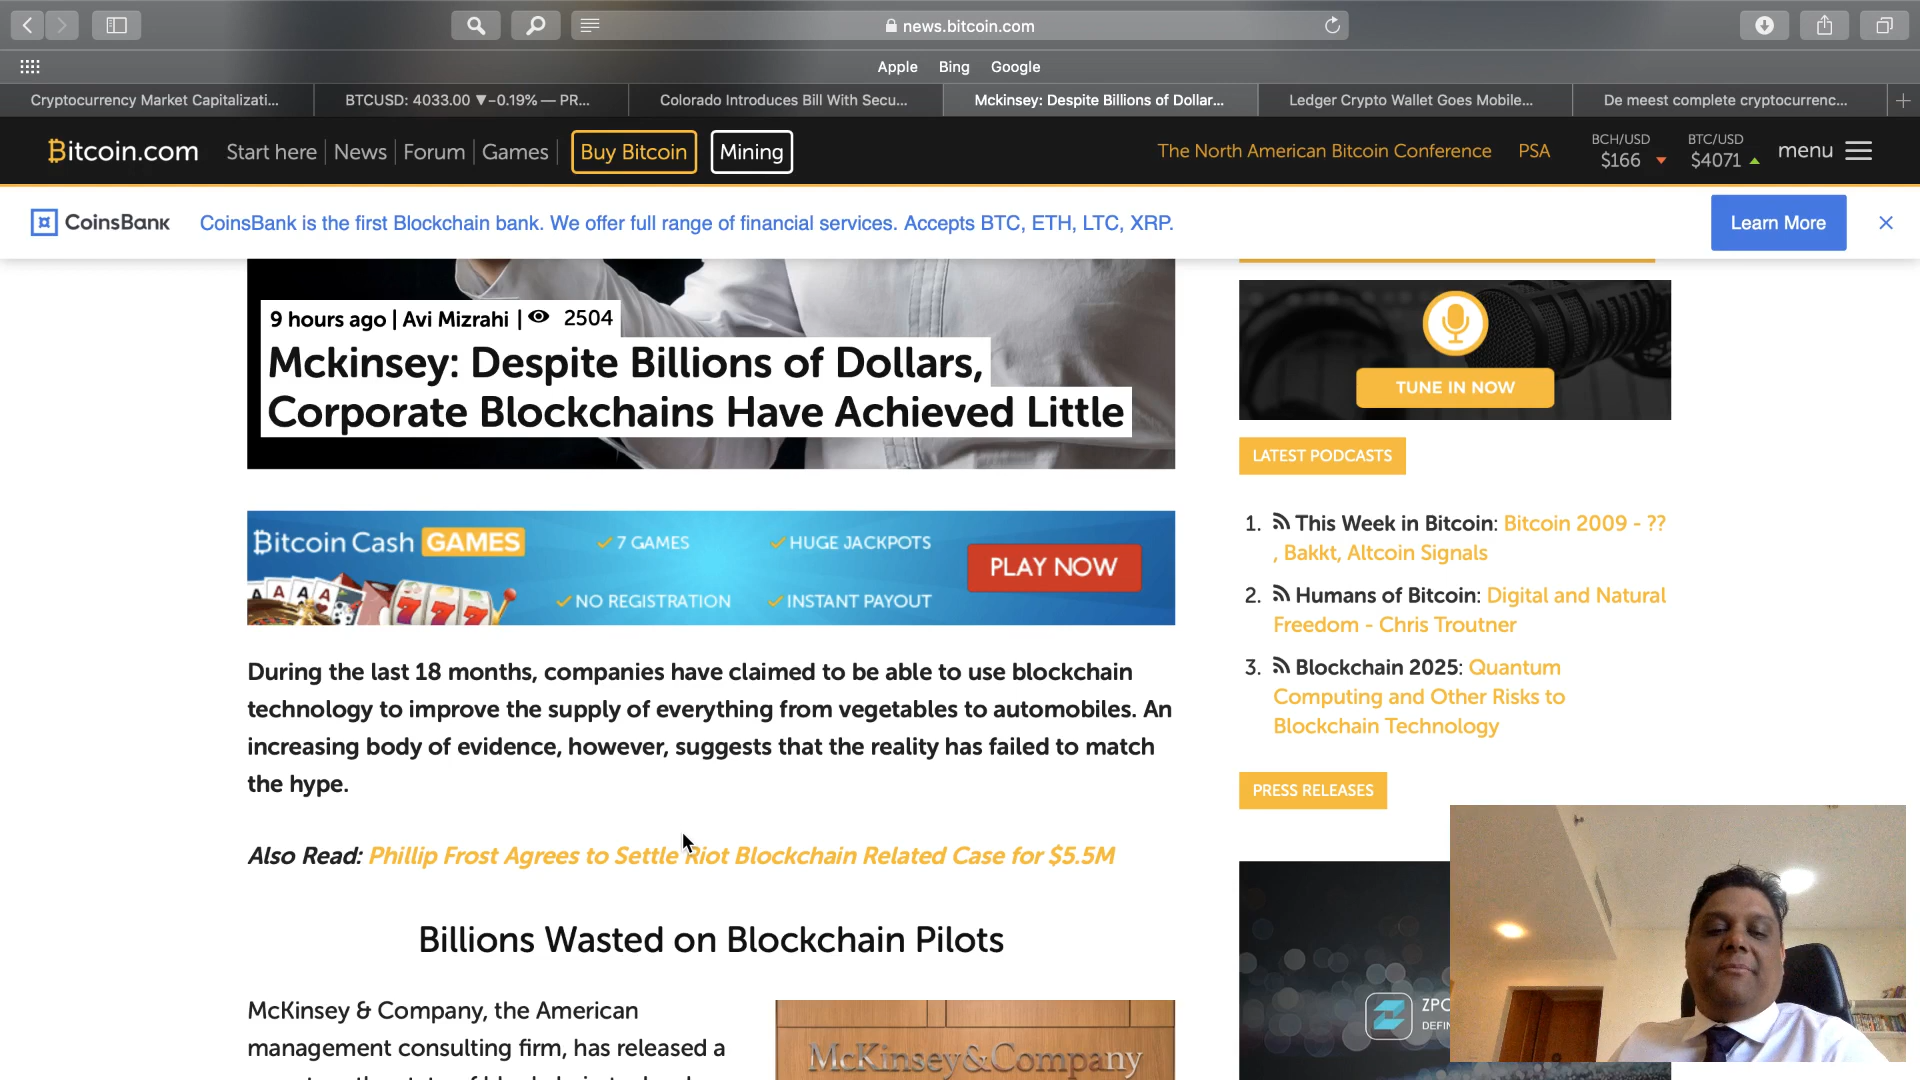 news.bitcoin.com
Apple Bing Google
Cryptocurrency Market Capitalizati...
BTCUSD: 4033.00 ▼−0.19% — PR...
Colorado Introduces Bill With Secu...
Mckinsey: Despite Billions of Dollar...
Ledger Crypto Wallet Goes Mobile...
De meest complete cryptocurrenc...
Bitcoin.com Start here News Forum Games Buy Bitcoin Mining
The North American Bitcoin Conference PSA
BCH/USD
$166
BTC/USD
$4071
menu
CoinsBank
CoinsBank is the first Blockchain bank. We offer full range of financial services. Accepts BTC, ETH, LTC, XRP.
Learn More
9 hours ago | Avi Mizrahi | 2504
Mckinsey: Despite Billions of Dollars,
Corporate Blockchains Have Achieved Little
Bitcoin Cash GAMES
7 GAMES
HUGE JACKPOTS
NO REGISTRATION
INSTANT PAYOUT
PLAY NOW
During the last 18 months, companies have claimed to be able to use blockchain
technology to improve the supply of everything from vegetables to automobiles. An
increasing body of evidence, however, suggests that the reality has failed to match
the hype.
Also Read: Phillip Frost Agrees to Settle Riot Blockchain Related Case for $5.5M
Billions Wasted on Blockchain Pilots
McKinsey & Company, the American
management consulting firm, has released a
McKinsey&Company
TUNE IN NOW
LATEST PODCASTS
1. This Week in Bitcoin: Bitcoin 2009 - ??
, Bakkt, Altcoin Signals
2. Humans of Bitcoin: Digital and Natural
Freedom - Chris Troutner
3. Blockchain 2025: Quantum
Computing and Other Risks to
Blockchain Technology
PRESS RELEASES